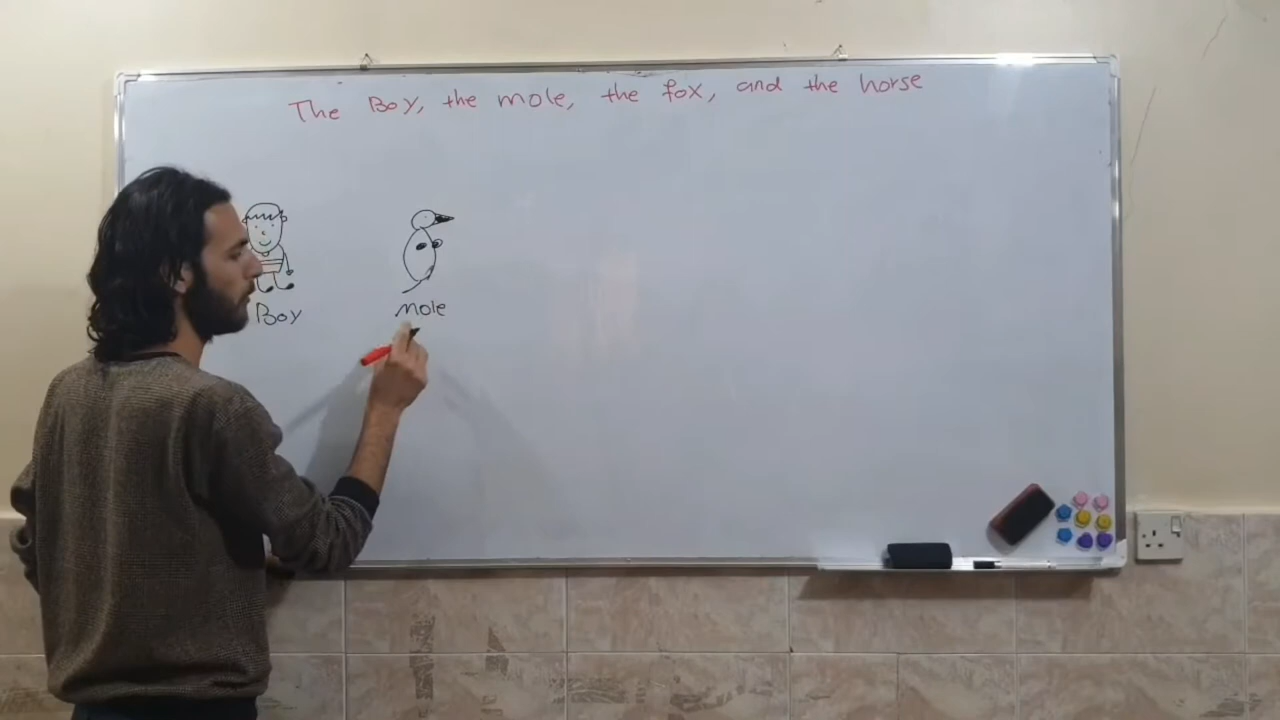 The Boy, the mole, the fox, and the horse
Boy
mole